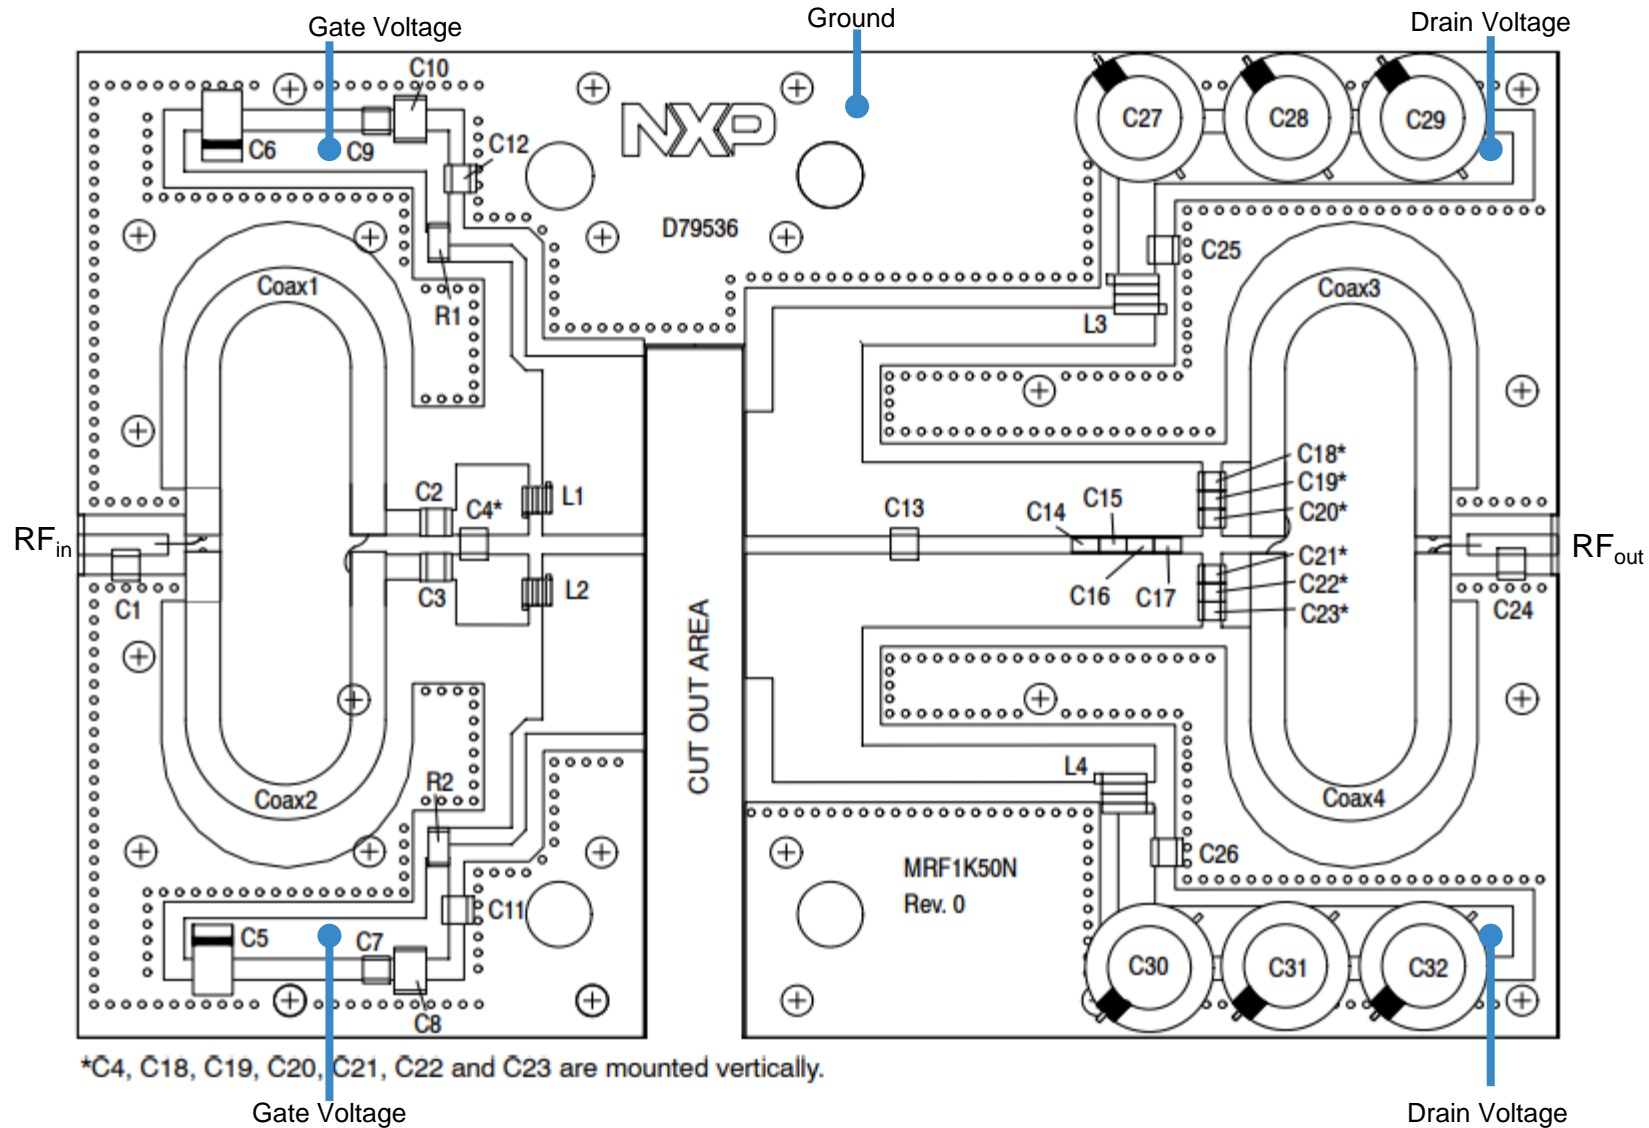 Gate Voltage
Ground
Drain Voltage
C10
C6
C9
C12
NXP
C27
C28
C29
D79536
C25
Coax1
R1
Coax3
L3
C18*
C19*
C20*
C2
C4*
L1
C13
C14
C15
RFin
RFout
C1
C3
L2
C16
C17
C21*
C22*
C23*
C24
CUT OUT AREA
Coax2
R2
L4
Coax4
C26
MRF1K50N
Rev. 0
C5
C7
C11
C8
C30
C31
C32
*C4, C18, C19, C20, C21, C22 and C23 are mounted vertically.
Gate Voltage
Drain Voltage